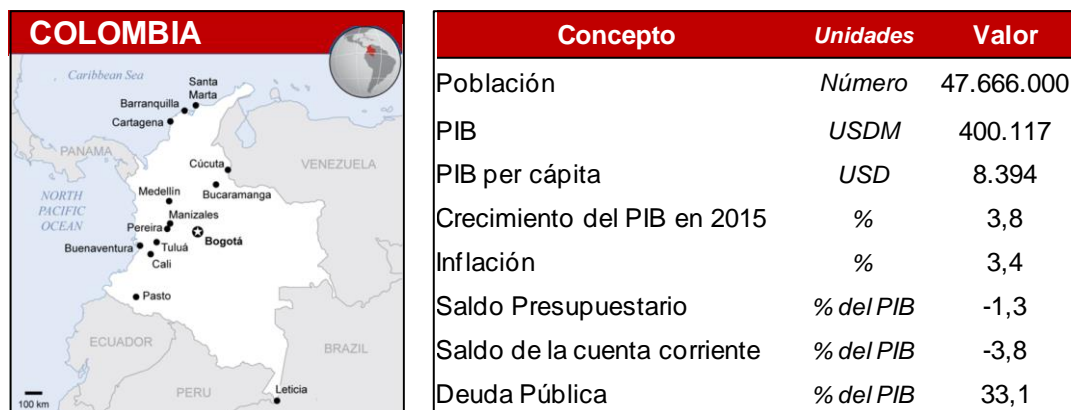 COLOMBIA
Caribbean Sea
Santa
Marta
Barranquilla
Cartagena
PANAMA
Cúcuta
VENEZUELA
NORTH
PACIFIC
OCEAN
Medellín
Bucaramanga
Manizales
Pereira
Bogotá
Buenaventura
Tuluá
Cali
Pasto
ECUADOR
BRAZIL
PERU
Leticia
100 km
Concepto Unidades Valor
Población Número 47.666.000
PIB USDM 400.117
PIB per cápita USD 8.394
Crecimiento del PIB en 2015 % 3,8
Inflación % 3,4
Saldo Presupuestario % del PIB -1,3
Saldo de la cuenta corriente % del PIB -3,8
Deuda Pública % del PIB 33,1